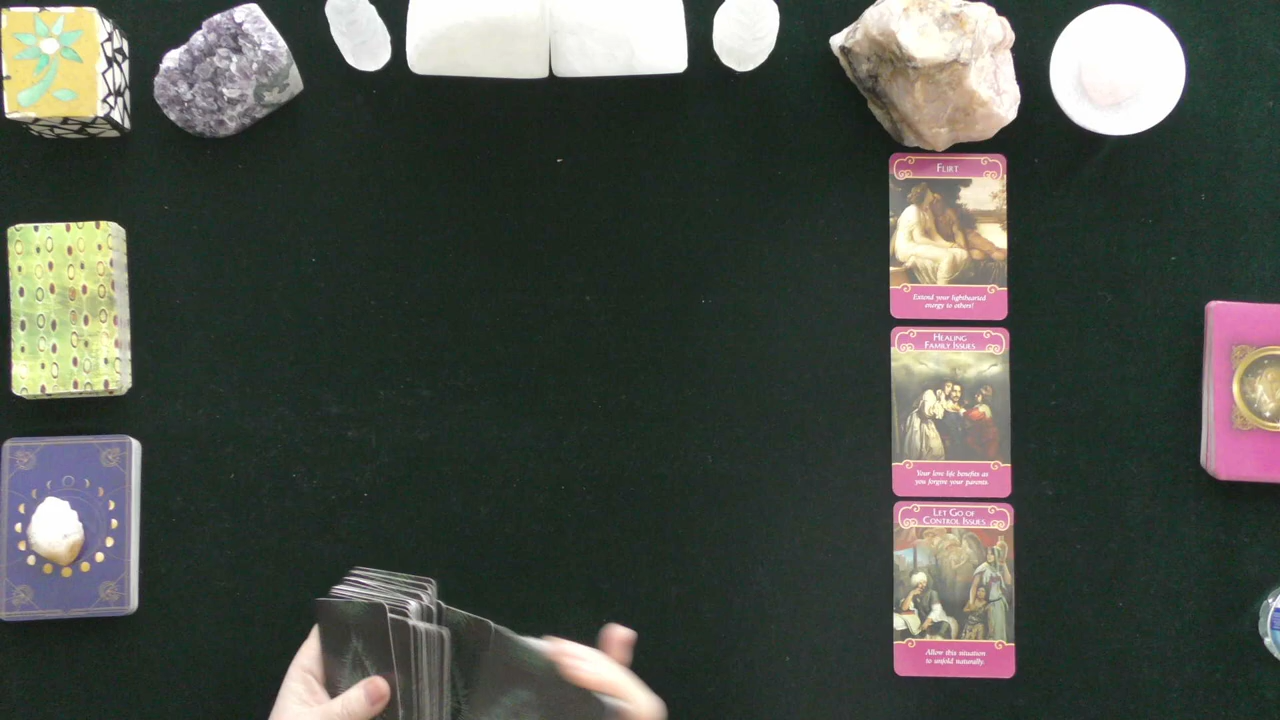 FLIRT
Extend your lighthearted
energy to others!
HEALING
FAMILY ISSUES
Your love life benefits as
you forgive your parents.
LET GO OF
CONTROL ISSUES
Allow this situation
to unfold naturally.